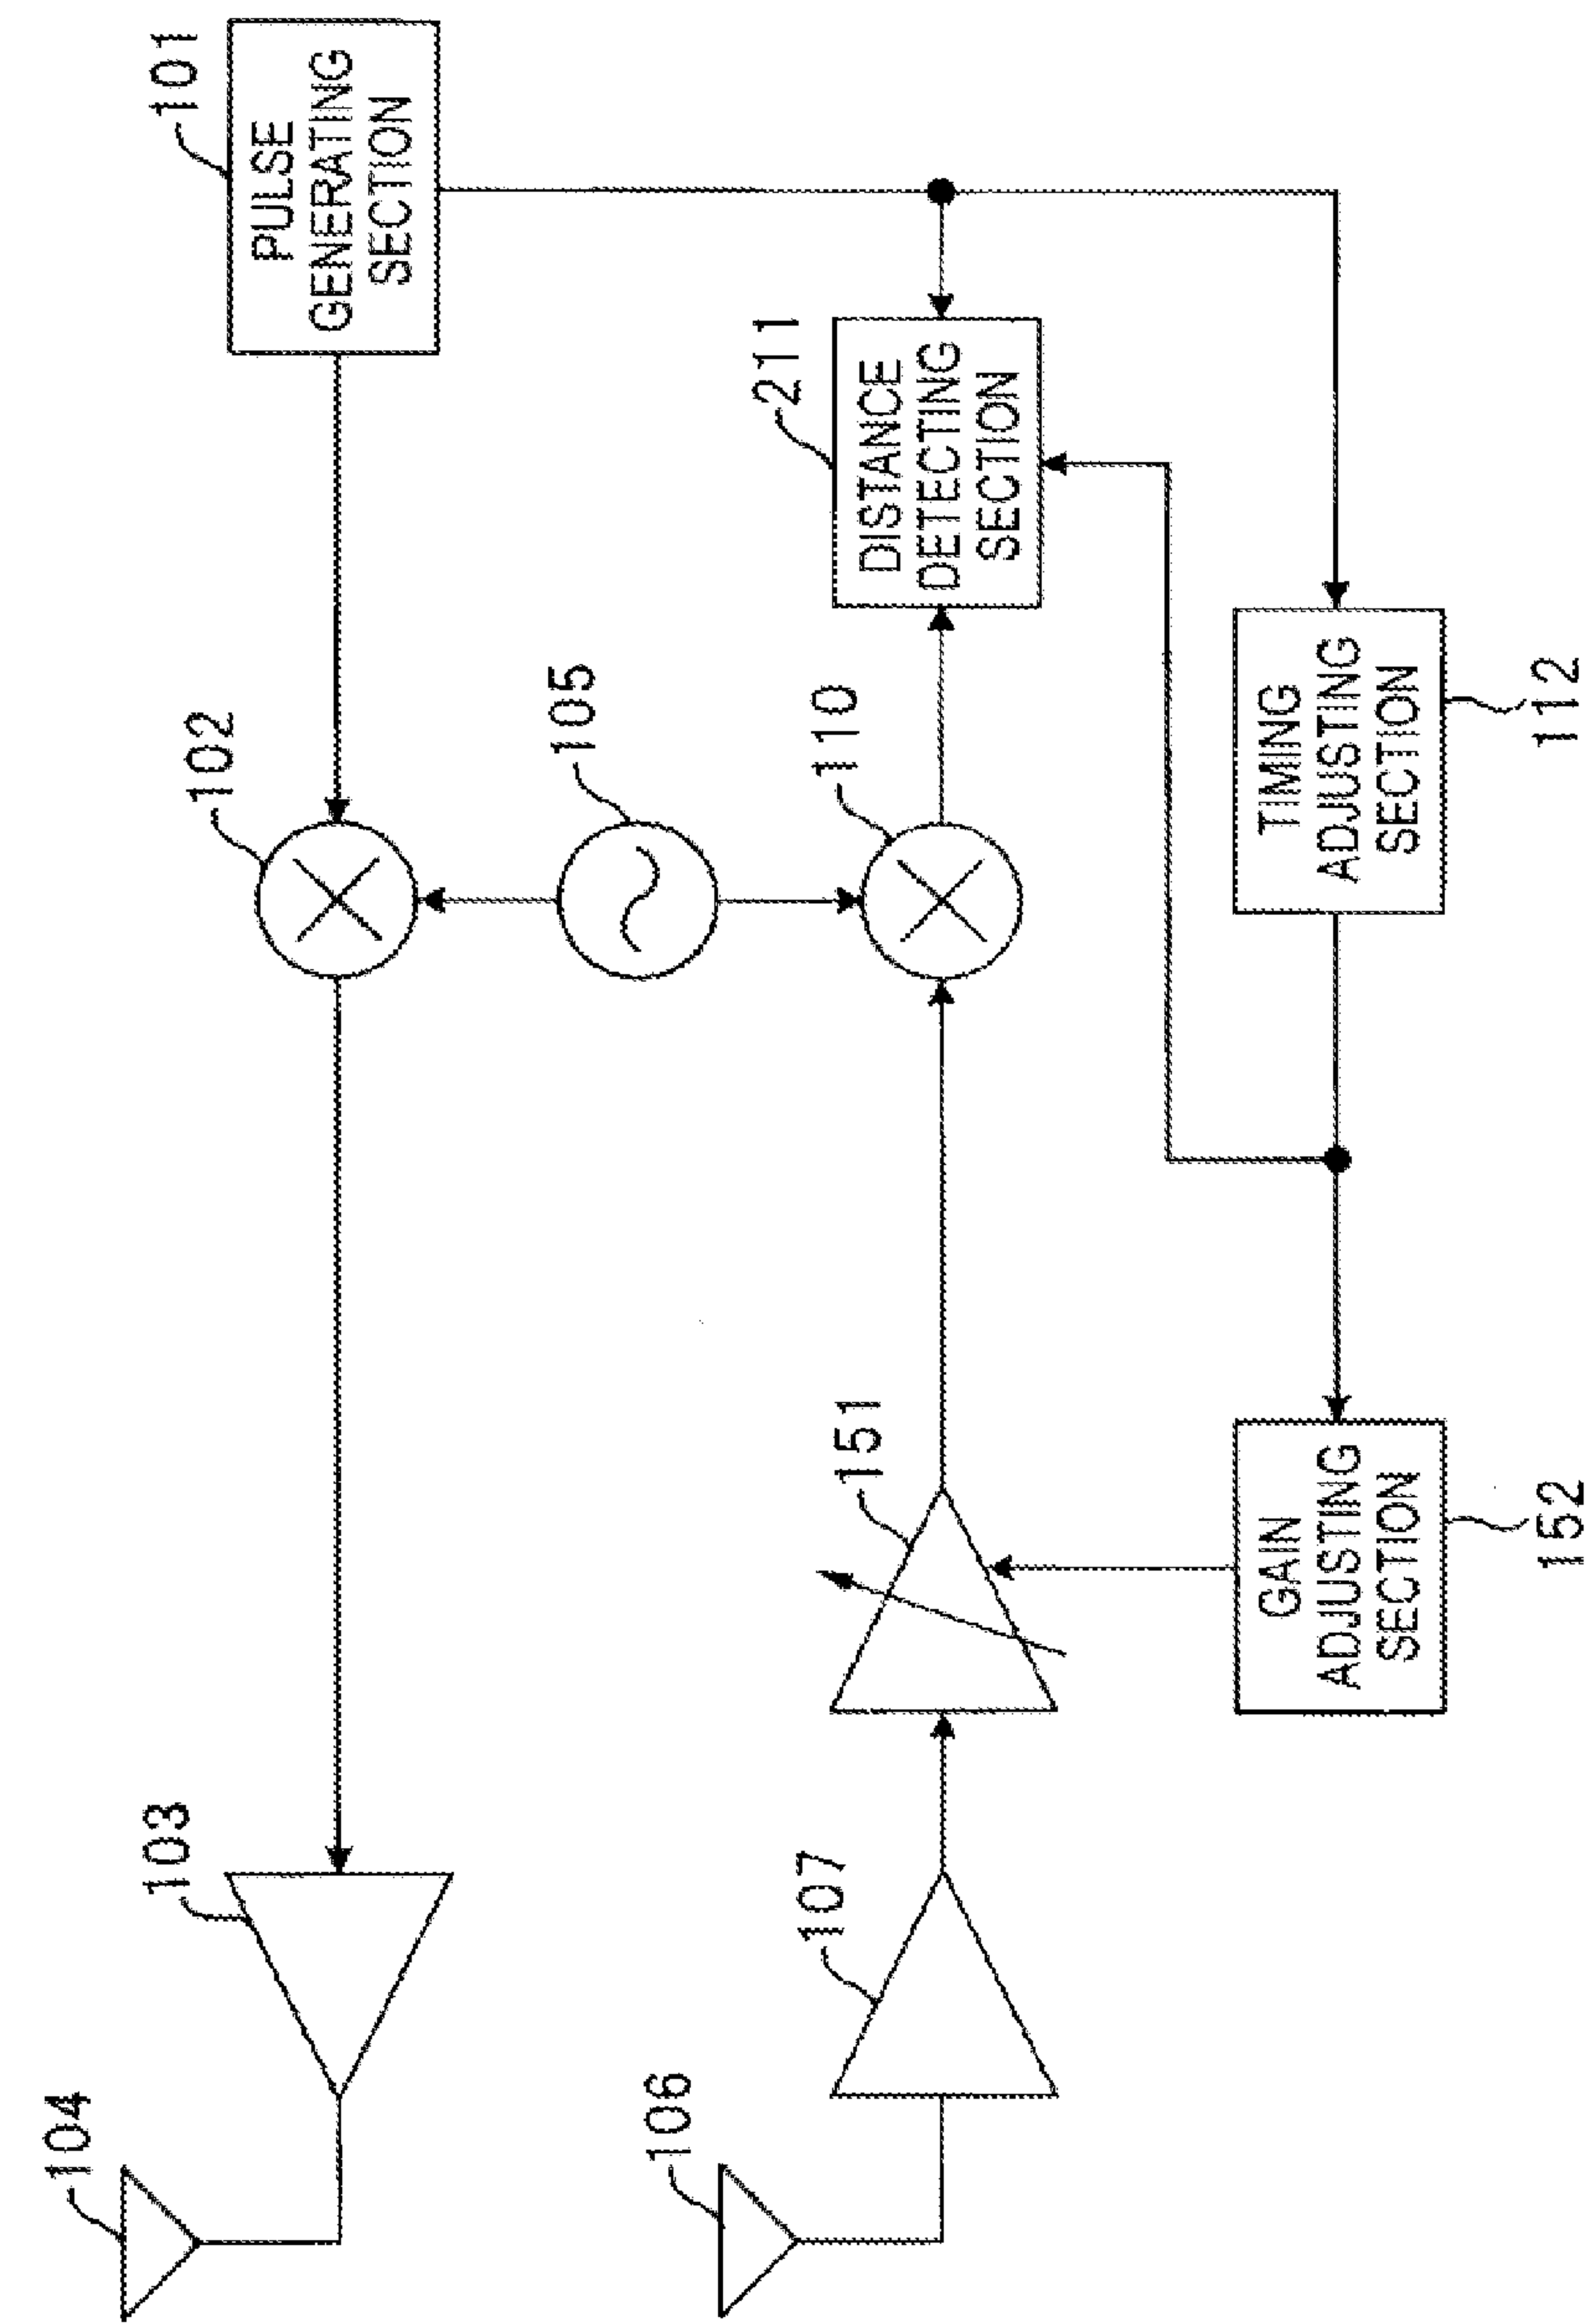 104
103
102
101
PULSE
GENERATING
SECTION
105
106
107
151
110
211
DISTANCE
DETECTING
SECTION
GAIN
ADJUSTING
SECTION
152
TIMING
ADJUSTING
SECTION
112